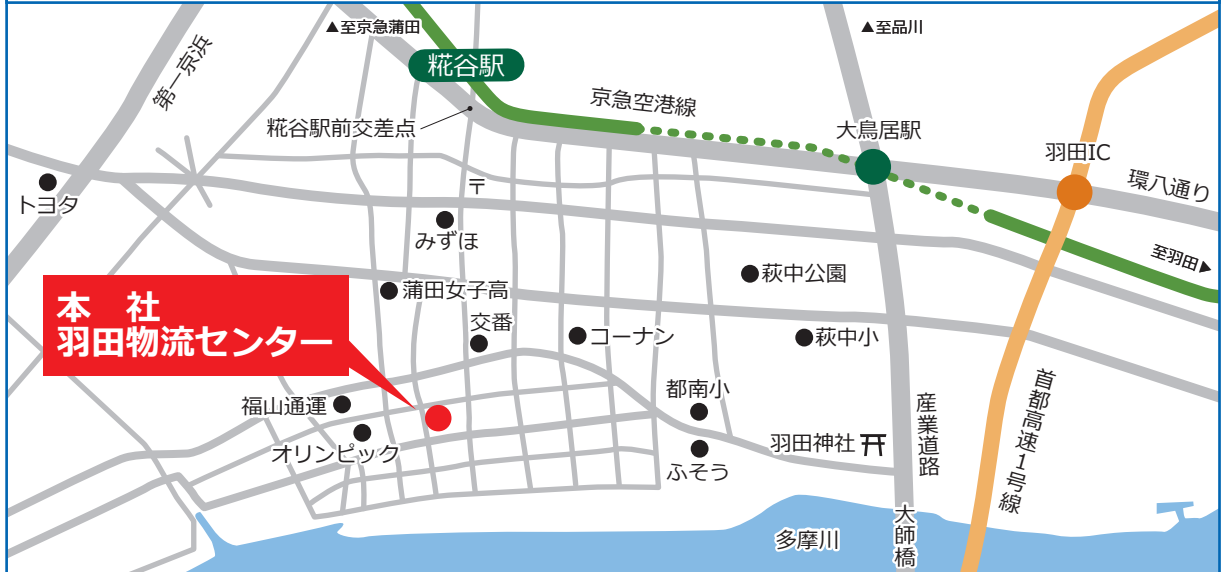 ▲至京急蒲田
▲至品川
第一京浜
糀谷駅
京急空港線
糀谷駅前交差点
大鳥居駅
羽田IC
環八通り
トヨタ
〒
みずほ
至羽田▶
萩中公園
蒲田女子高
本　社
羽田物流センター
交番
コーナン
萩中小
都南小
福山通運
オリンピック
羽田神社
ふそう
産業道路
首都高速1号線
大師橋
多摩川